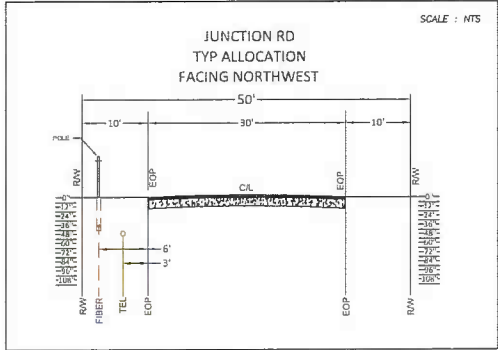 SCALE : NTS
JUNCTION RD
TYP ALLOCATION
FACING NORTHWEST
50'
10'
30'
10'
POLE
R/W
EOP
C/L
EOP
R/W
0"
12"
24"
36"
48"
60"
72"
84"
96"
108"
0"
12"
24"
36"
48"
60"
72"
84"
96"
108"
6'
3'
R/W
FIBER
TEL
EOP
EOP
R/W